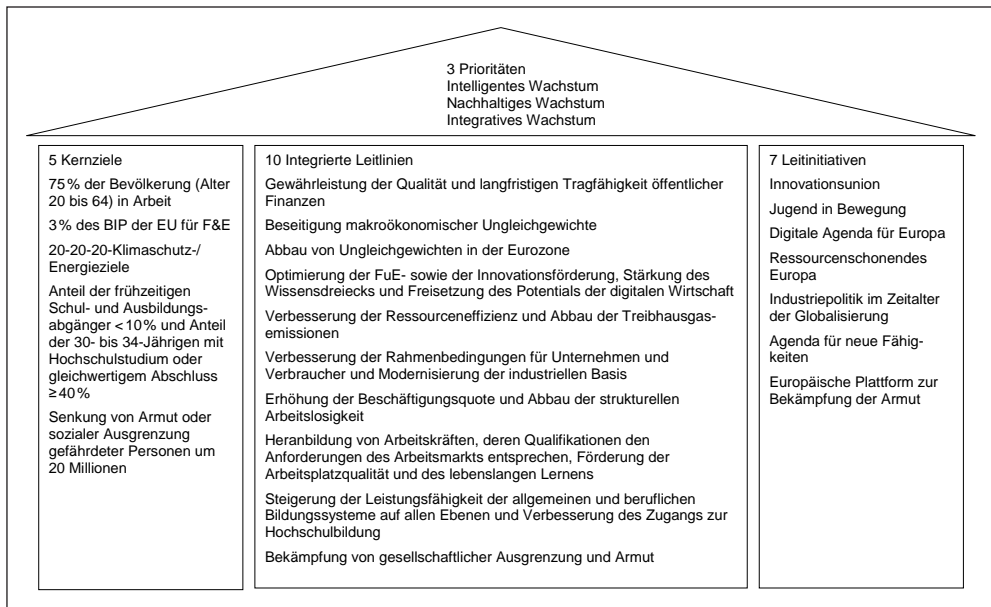 3 Prioritäten
Intelligentes Wachstum
Nachhaltiges Wachstum
Integratives Wachstum
5 Kernziele
75% der Bevölkerung (Alter
20 bis 64) in Arbeit
3% des BIP der EU für F&E
20-20-20-Klimaschutz-/
Energieziele
Anteil der frühzeitigen
Schul- und Ausbildungs-
abgänger <10% und Anteil
der 30- bis 34-Jährigen mit
Hochschulstudium oder
gleichwertigem Abschluss
≥40%
Senkung von Armut oder
sozialer Ausgrenzung
gefährdeter Personen um
20 Millionen
10 Integrierte Leitlinien
Gewährleistung der Qualität und langfristigen Tragfähigkeit öffentlicher
Finanzen
Beseitigung makroökonomischer Ungleichgewichte
Abbau von Ungleichgewichten in der Eurozone
Optimierung der FuE- sowie der Innovationsförderung, Stärkung des
Wissensdreiecks und Freisetzung des Potentials der digitalen Wirtschaft
Verbesserung der Ressourceneffizienz und Abbau der Treibhausgas-
emissionen
Verbesserung der Rahmenbedingungen für Unternehmen und
Verbraucher und Modernisierung der industriellen Basis
Erhöhung der Beschäftigungsquote und Abbau der strukturellen
Arbeitslosigkeit
Heranbildung von Arbeitskräften, deren Qualifikationen den
Anforderungen des Arbeitsmarkts entsprechen, Förderung der
Arbeitsplatzqualität und des lebenslangen Lernens
Steigerung der Leistungsfähigkeit der allgemeinen und beruflichen
Bildungssysteme auf allen Ebenen und Verbesserung des Zugangs zur
Hochschulbildung
Bekämpfung von gesellschaftlicher Ausgrenzung und Armut
7 Leitinitiativen
Innovationsunion
Jugend in Bewegung
Digitale Agenda für Europa
Ressourcenschonendes
Europa
Industriepolitik im Zeitalter
der Globalisierung
Agenda für neue Fähig-
keiten
Europäische Plattform zur
Bekämpfung der Armut